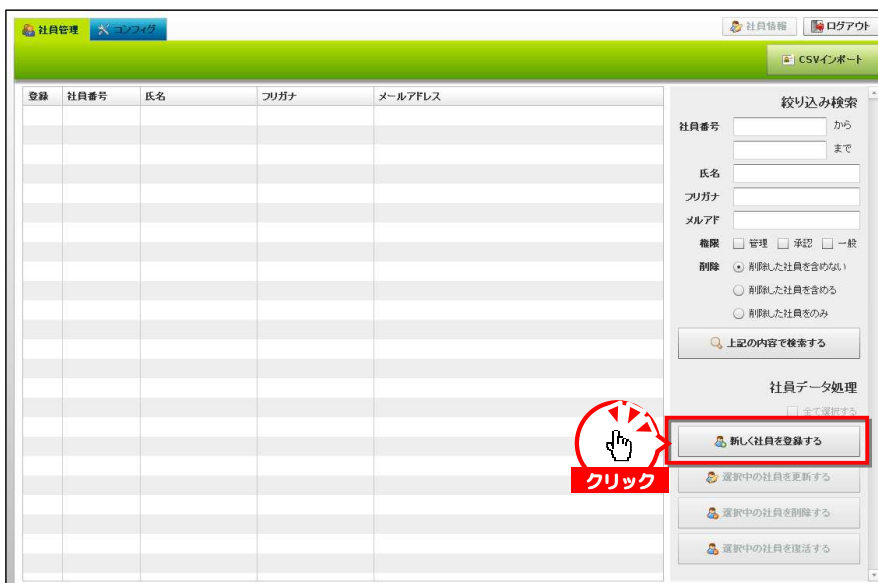 社員管理 コンフィグ 社員情報 ログアウト
CSVインポート
登録 社員番号 氏名 フリガナ メールアドレス
絞り込み検索
社員番号 から
まで
氏名
フリガナ
メルアド
権限 管理 承認 一般
削除 削除した社員を含めない
削除した社員を含める
削除した社員をのみ
上記の内容で検索する
社員データ処理
全て選択する
新しく社員を登録する
クリック
選択中の社員を更新する
選択中の社員を削除する
選択中の社員を復活する